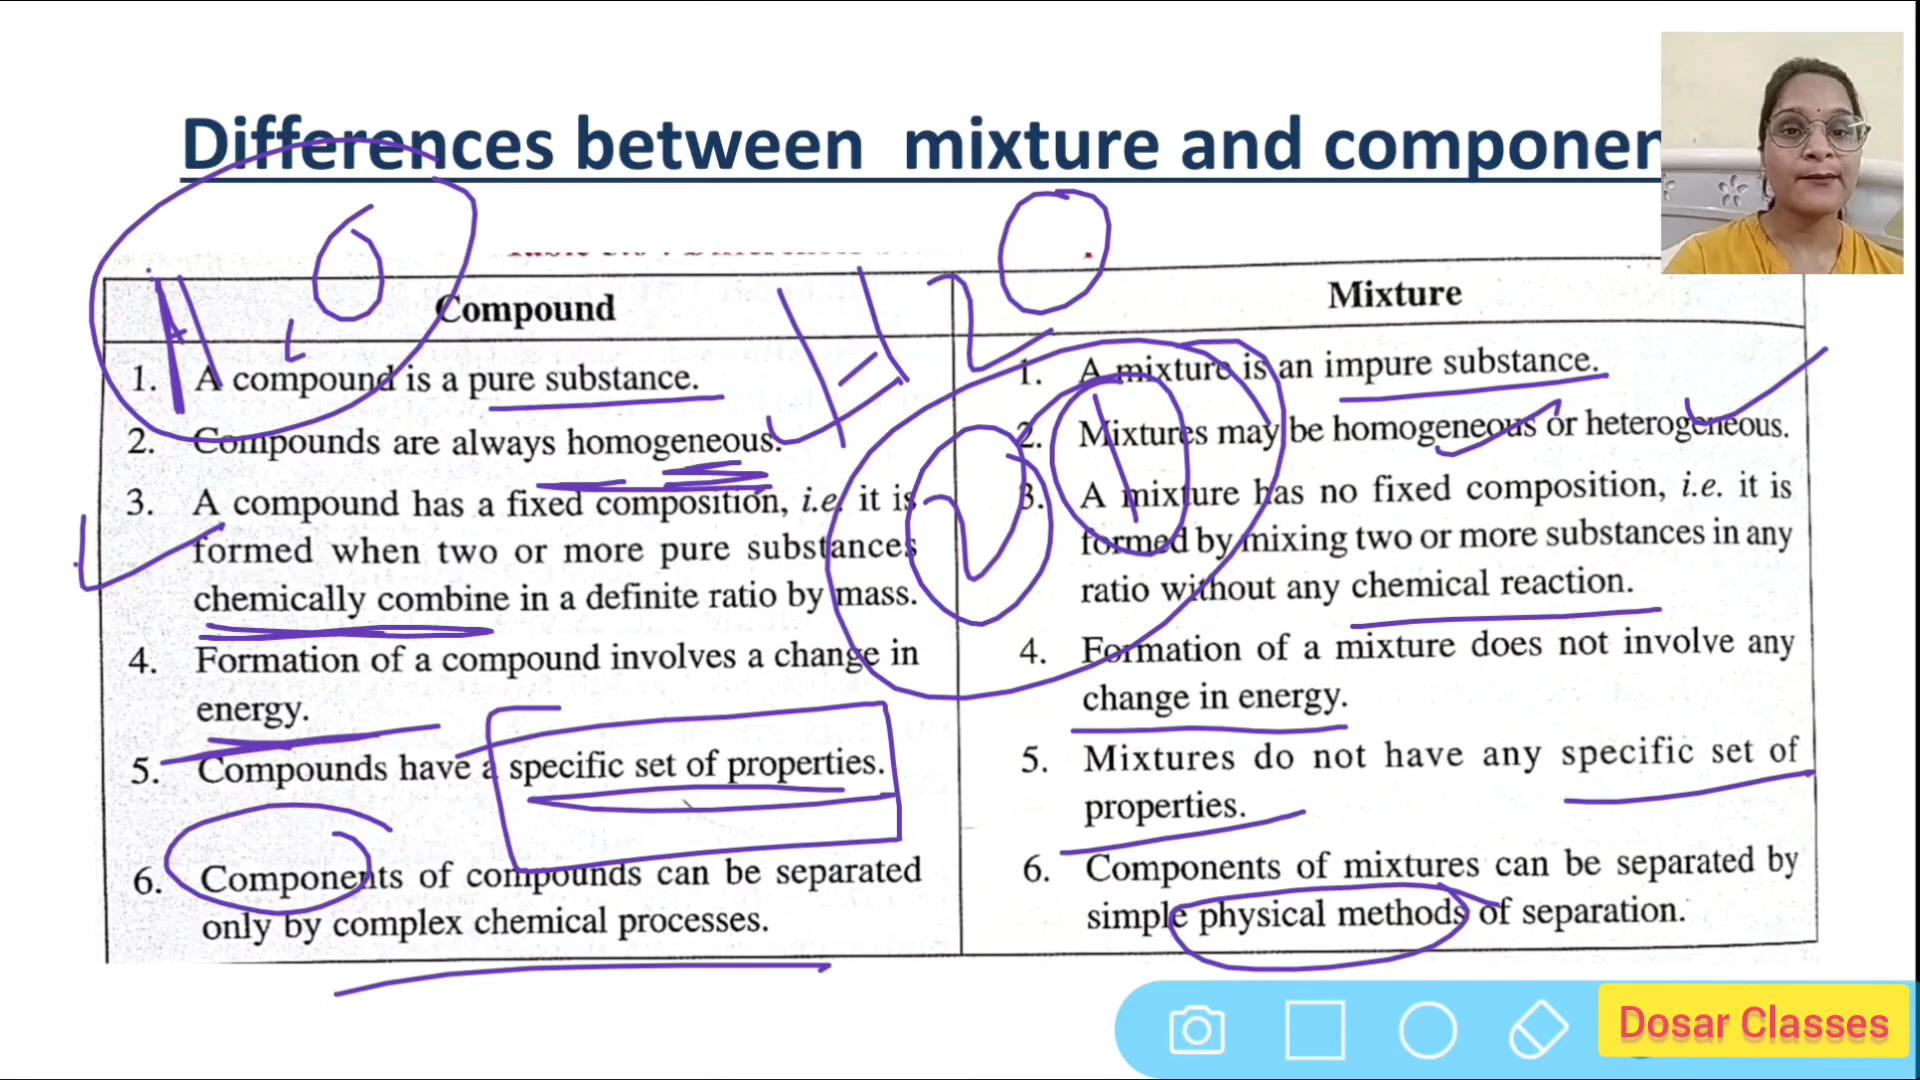 Differences between mixture and componen
Compound
1. A compound is a pure substance.
2. Compounds are always homogeneous.
3. A compound has a fixed composition, i.e. it is
formed when two or more pure substances
chemically combine in a definite ratio by mass.
4. Formation of a compound involves a change in
energy.
5. Compounds have a specific set of properties.
6. Components of compounds can be separated
only by complex chemical processes.
Mixture
1. A mixture is an impure substance.
2. Mixtures may be homogeneous or heterogeneous.
3. A mixture has no fixed composition, i.e. it is
formed by mixing two or more substances in any
ratio without any chemical reaction.
4. Formation of a mixture does not involve any
change in energy.
5. Mixtures do not have any specific set of
properties.
6. Components of mixtures can be separated by
simple physical methods of separation.
H2O
2 1
Dosar Classes